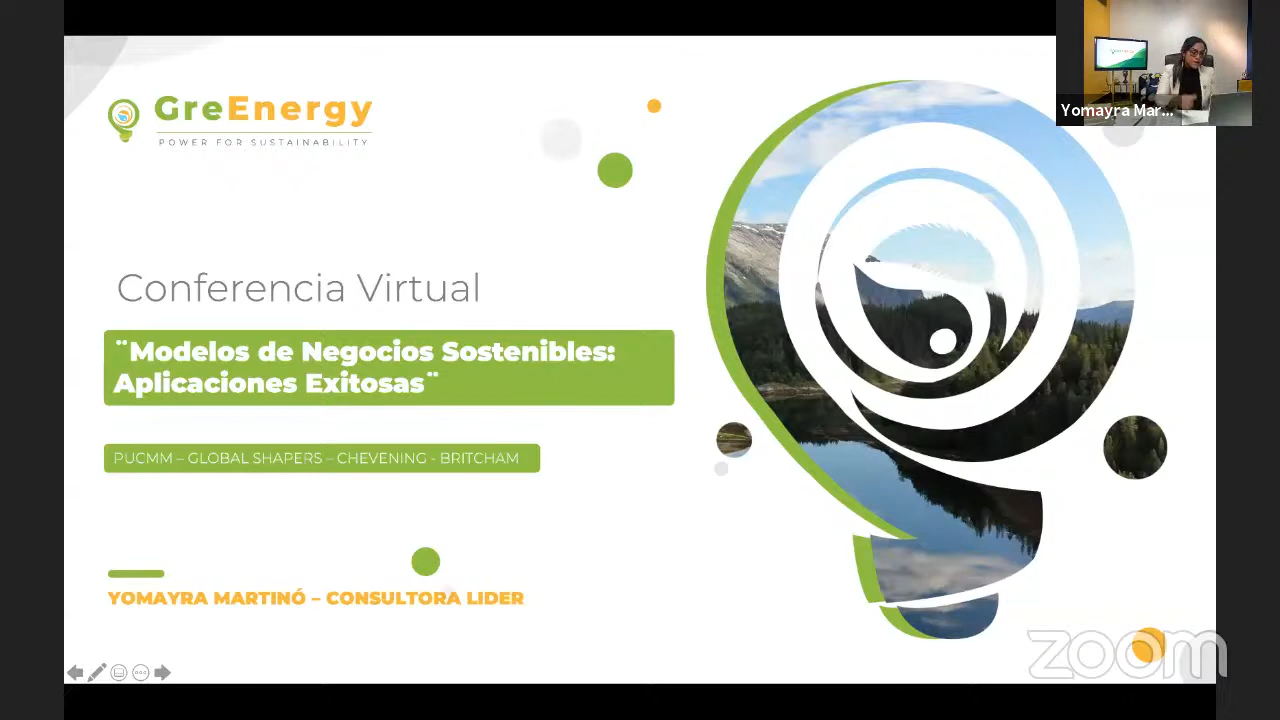 GreEnergy
POWER FOR SUSTAINABILITY
Yomayra Mar...
Conferencia Virtual
¨Modelos de Negocios Sostenibles:
Aplicaciones Exitosas¨
PUCMM – GLOBAL SHAPERS – CHEVENING - BRITCHAM
YOMAYRA MARTINÓ – CONSULTORA LIDER
zoom